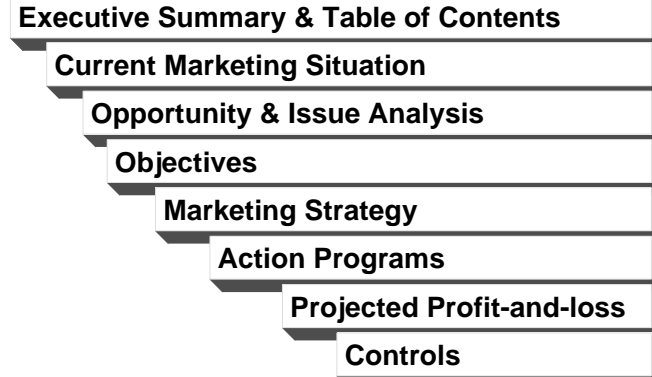 Executive Summary & Table of Contents
Current Marketing Situation
Opportunity & Issue Analysis
Objectives
Marketing Strategy
Action Programs
Projected Profit-and-loss
Controls